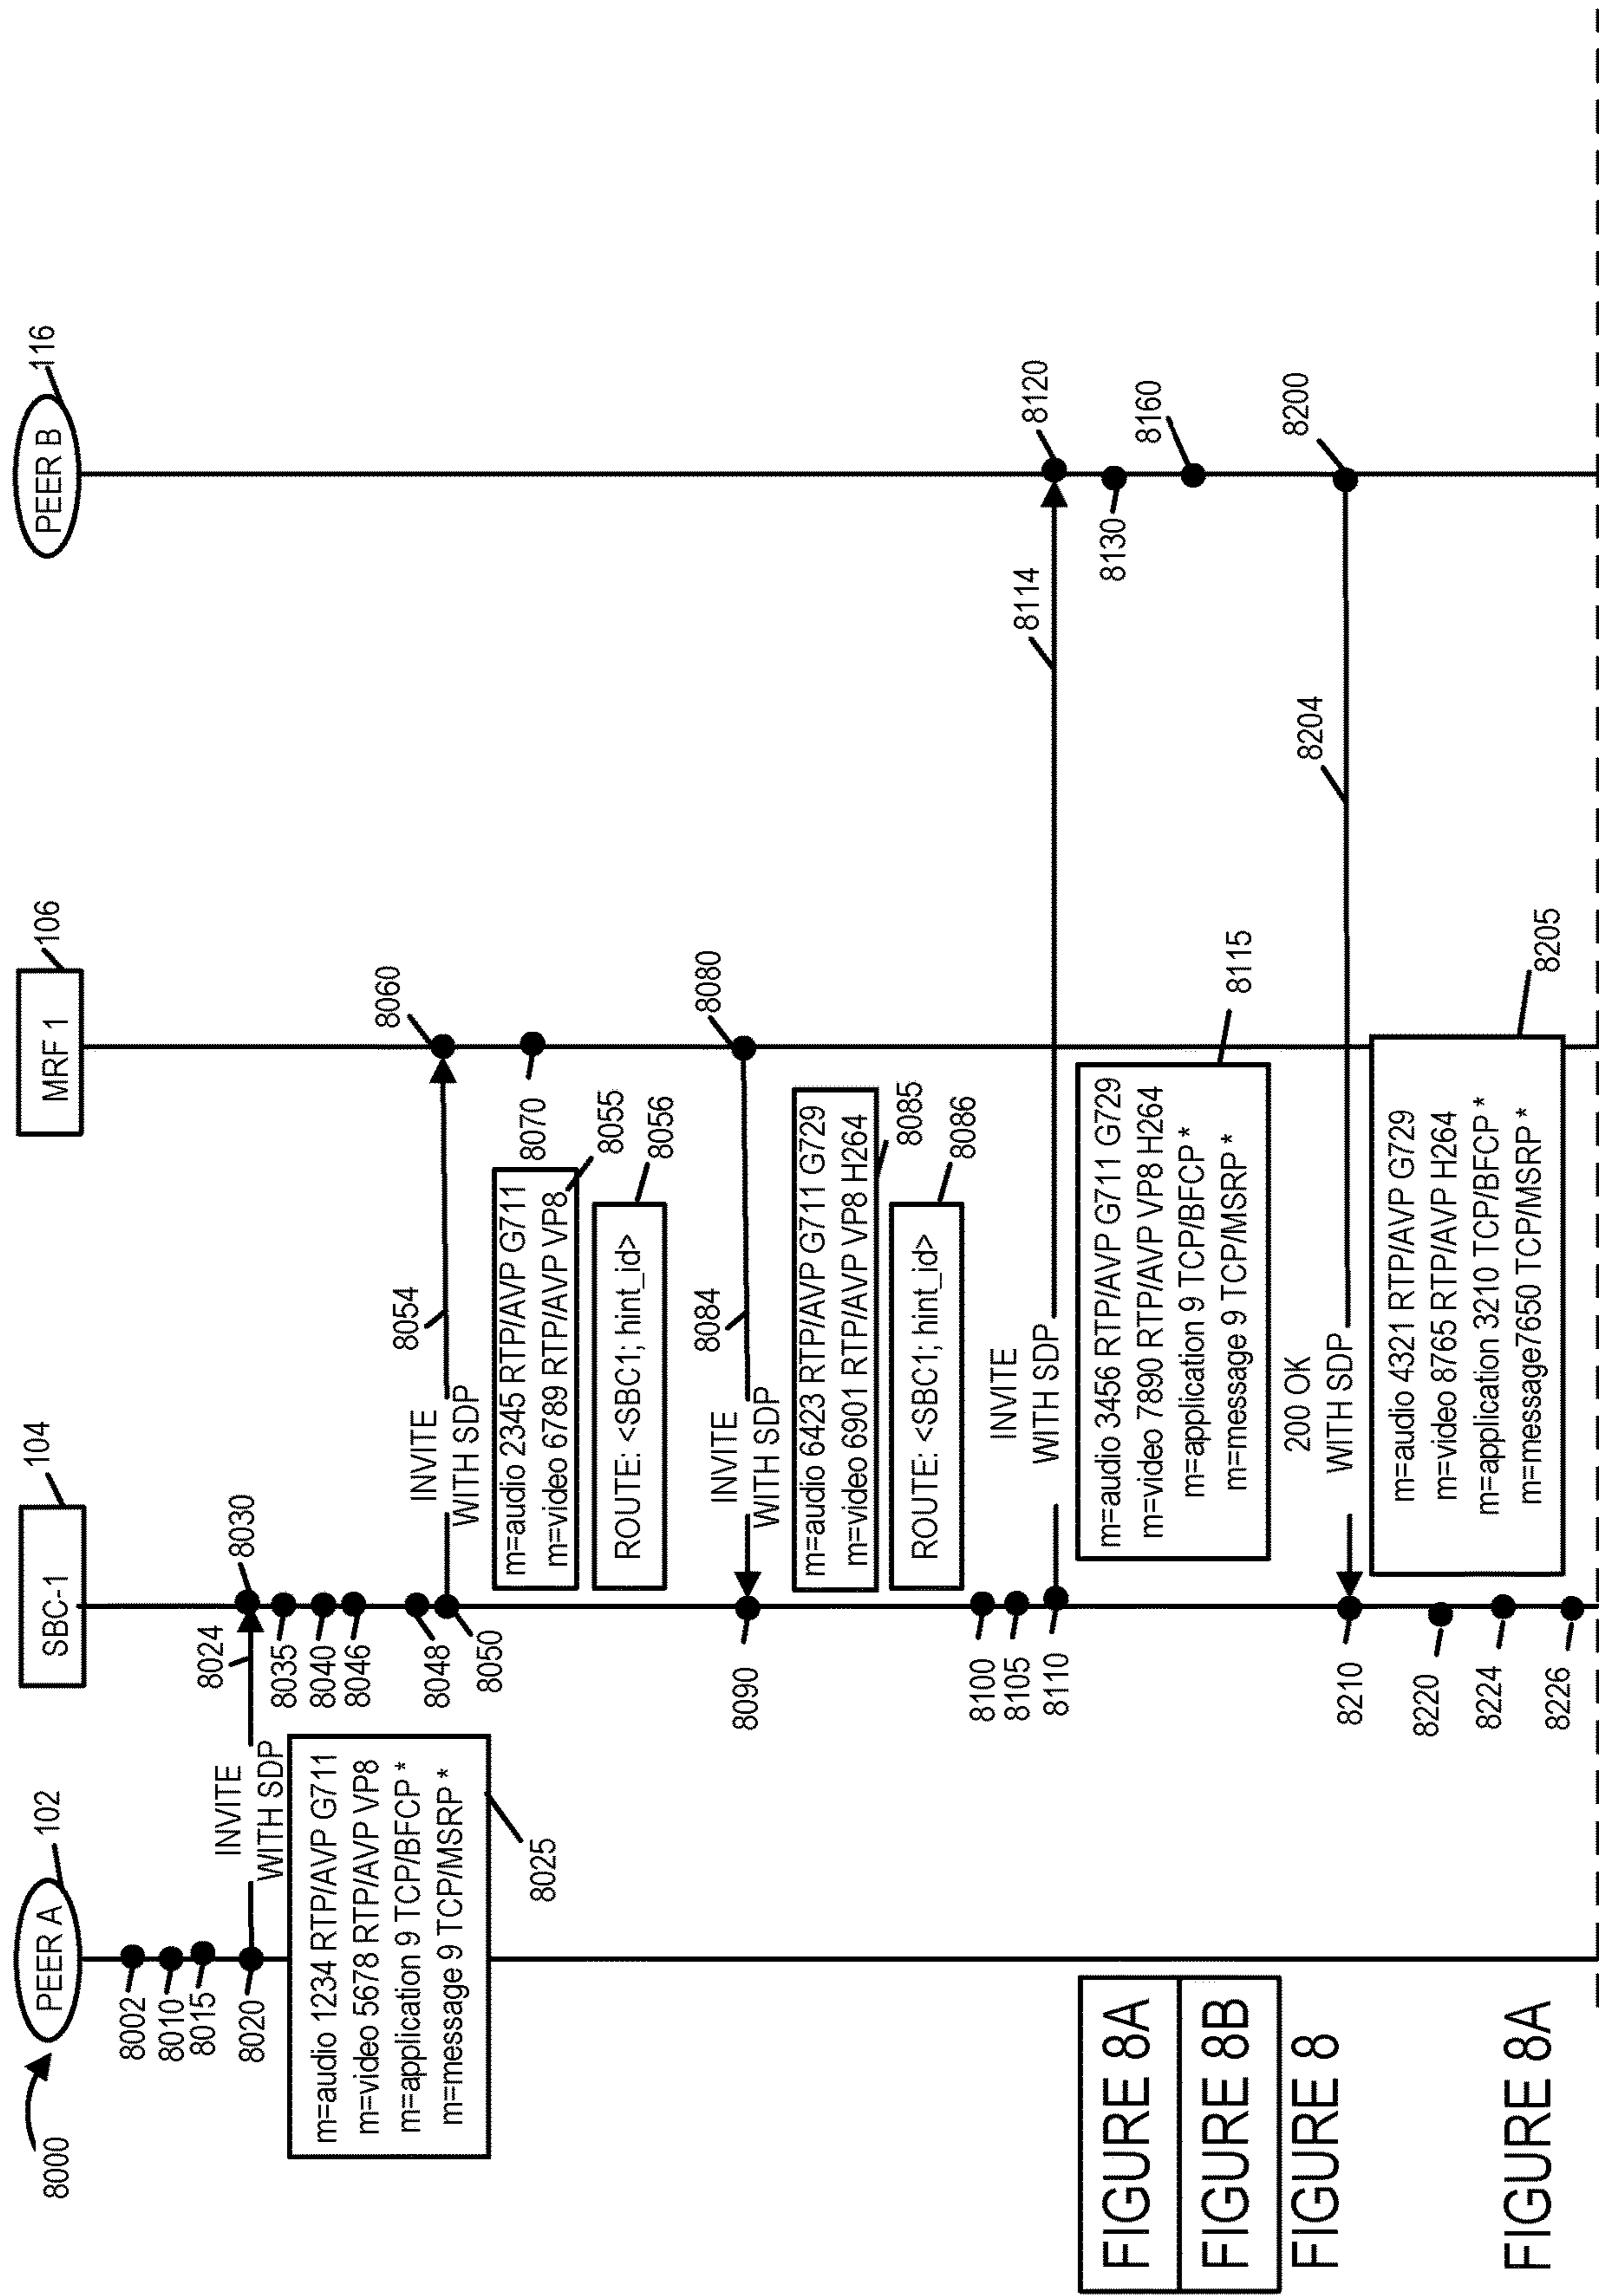 8000
PEER A
102
SBC-1
104
MRF 1
106
PEER B
116
8002
8010
8015
8020
INVITE
WITH SDP
8024
8030
m=audio 1234 RTP/AVP G711
m=video 5678 RTP/AVP VP8
m=application 9 TCP/BFCP *
m=message 9 TCP/MSRP *
8025
8035
8040
8046
8048
8050
INVITE
WITH SDP
8054
8060
8070
m=audio 2345 RTP/AVP G711
m=video 6789 RTP/AVP VP8
8055
ROUTE: <SBC1; hint_id>
8056
8080
INVITE
WITH SDP
8084
8090
m=audio 6423 RTP/AVP G711 G729
m=video 6901 RTP/AVP VP8 H264
8085
ROUTE: <SBC1; hint_id>
8086
8100
8105
8110
INVITE
WITH SDP
8114
8120
m=audio 3456 RTP/AVP G711 G729
m=video 7890 RTP/AVP VP8 H264
m=application 9 TCP/BFCP *
m=message 9 TCP/MSRP *
8115
8130
8160
8200
200 OK
WITH SDP
8204
8210
m=audio 4321 RTP/AVP G729
m=video 8765 RTP/AVP H264
m=application 3210 TCP/BFCP *
m=message7650 TCP/MSRP *
8205
8220
8224
8226
FIGURE 8A
FIGURE 8B
FIGURE 8
FIGURE 8A